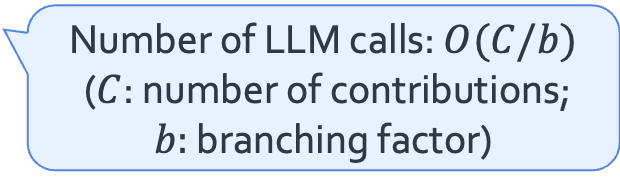 Number of LLM calls: O(C/b)
(C: number of contributions;
b: branching factor)